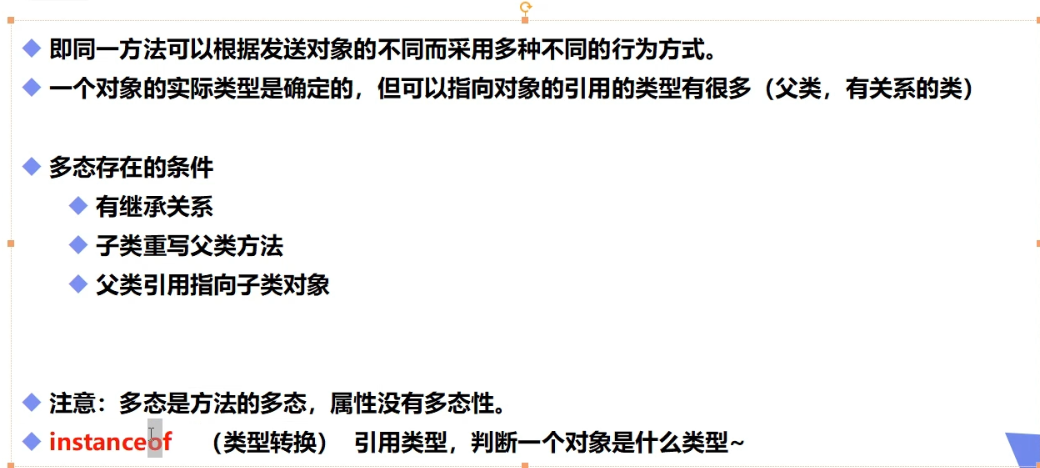 即同一方法可以根据发送对象的不同而采用多种不同的行为方式。
一个对象的实际类型是确定的，但可以指向对象的引用的类型有很多（父类，有关系的类）
多态存在的条件
有继承关系
子类重写父类方法
父类引用指向子类对象
注意：多态是方法的多态，属性没有多态性。
instanceof （类型转换） 引用类型，判断一个对象是什么类型~